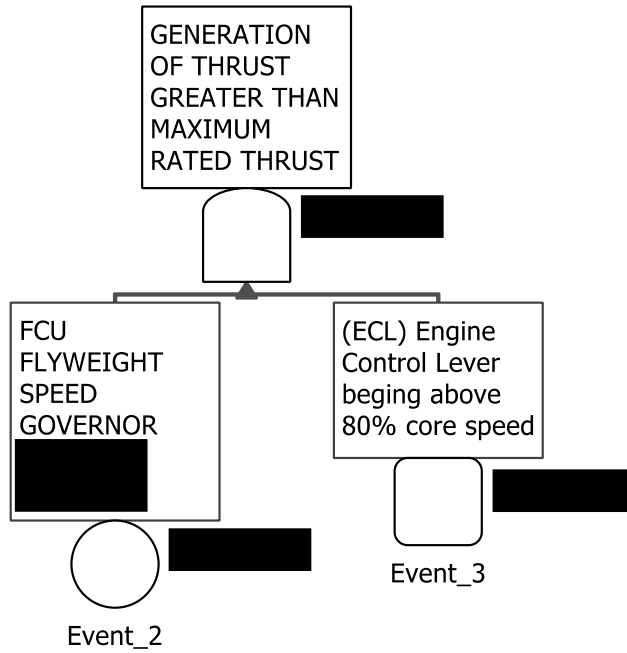 GENERATION
OF THRUST
GREATER THAN
MAXIMUM
RATED THRUST
FCU
FLYWEIGHT
SPEED
GOVERNOR
(ECL) Engine
Control Lever
beging above
80% core speed
Event_3
Event_2